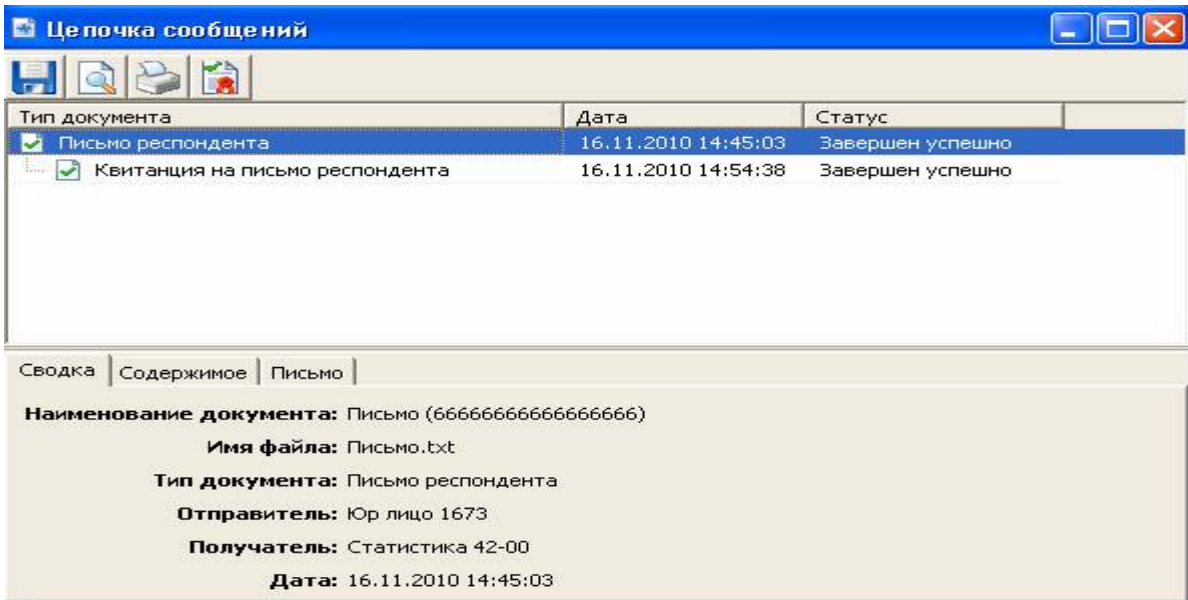 Цепочка сообщений
Тип документа Дата Статус
Письмо респондента 16.11.2010 14:45:03 Завершен успешно
Квитанция на письмо респондента 16.11.2010 14:54:38 Завершен успешно
Сводка Содержимое Письмо
Наименование документа: Письмо (66666666666666666)
Имя файла: Письмо.txt
Тип документа: Письмо респондента
Отправитель: Юр лицо 1673
Получатель: Статистика 42-00
Дата: 16.11.2010 14:45:03